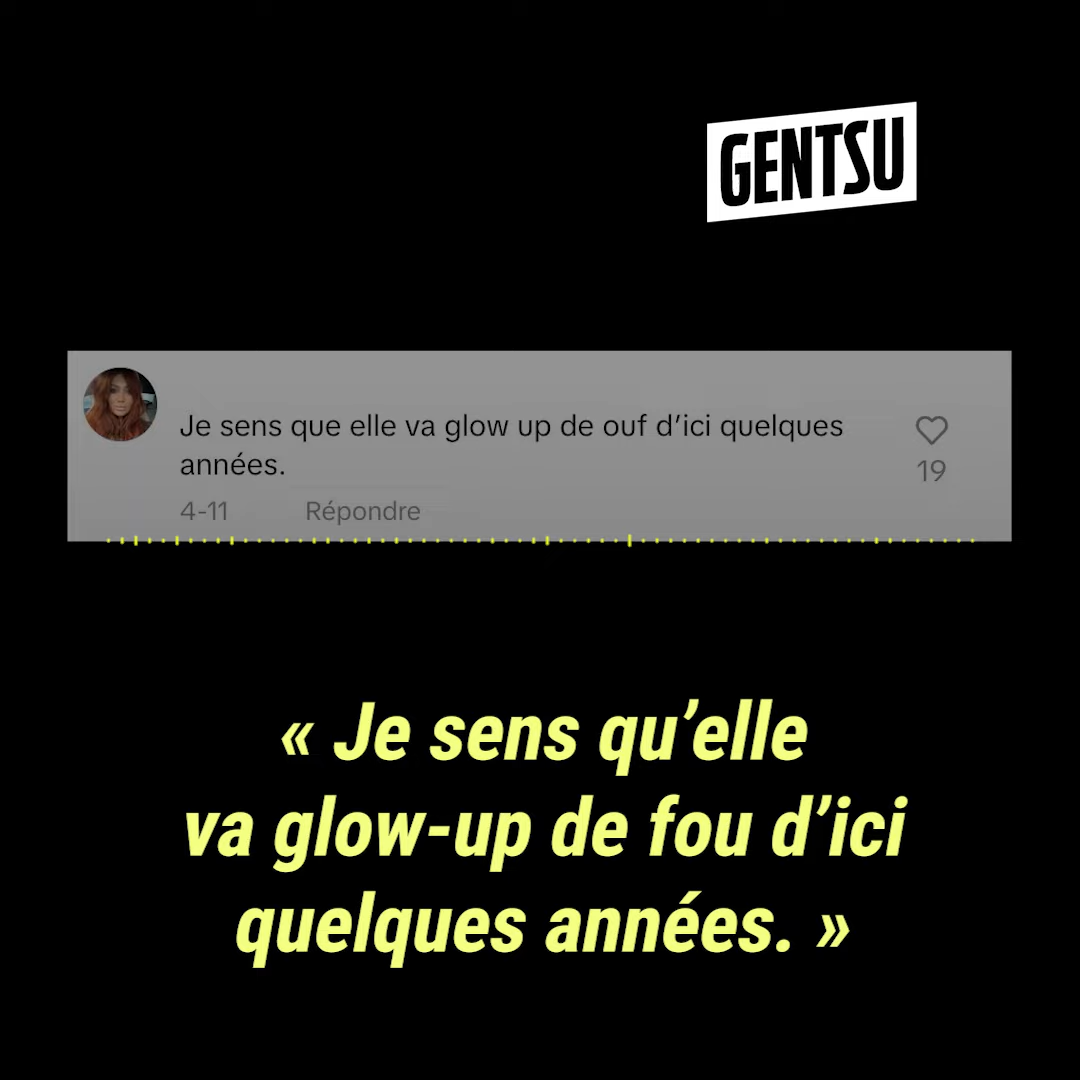 GENTSU
Je sens que elle va glow up de ouf d’ici quelques
années.
19
4-11 Répondre
« Je sens qu’elle
va glow-up de fou d’ici
quelques années. »